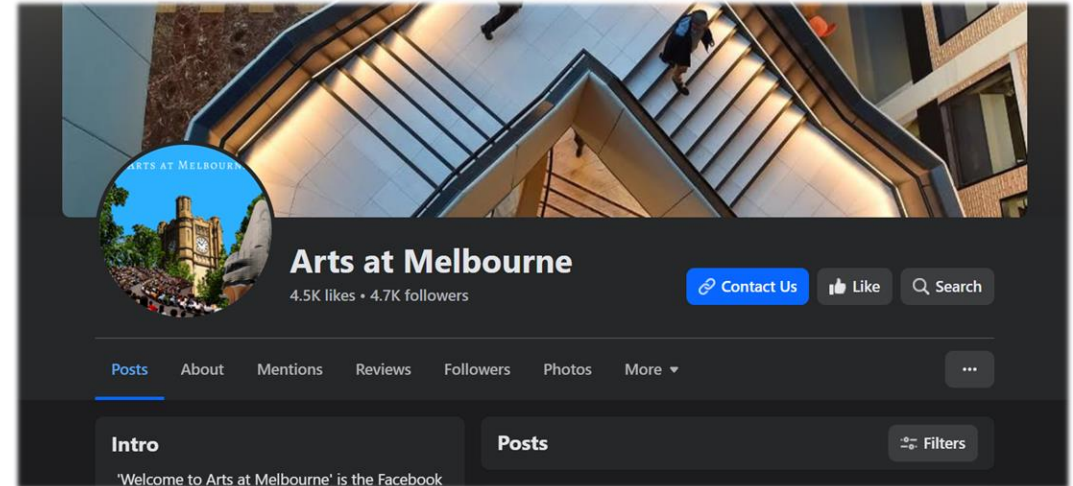 ARTS AT MELBOURN
Arts at Melbourne
4.5K likes • 4.7K followers
Contact Us
Like
Search
Posts
About
Mentions
Reviews
Followers
Photos
More
Intro
Posts
Filters
'Welcome to Arts at Melbourne' is the Facebook